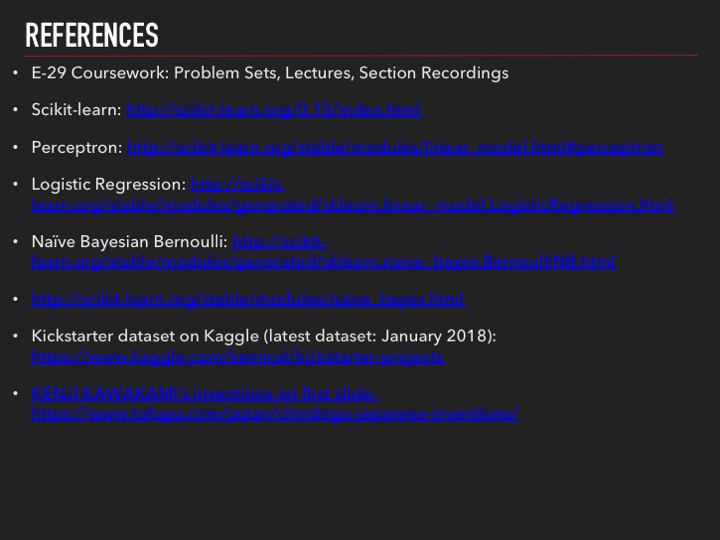 REFERENCES
• E-29 Coursework: Problem Sets, Lectures, Section Recordings
• Scikit-learn: http://scikit-learn.org/0.15/index.html
• Perceptron: http://scikit-learn.org/stable/modules/linear_model.html#perceptron
• Logistic Regression: http://scikit-
learn.org/stable/modules/generated/sklearn.linear_model.LogisticRegression.html
• Naïve Bayesian Bernoulli: http://scikit-
learn.org/stable/modules/generated/sklearn.naive_bayes.BernoulliNB.html
• http://scikit-learn.org/stable/modules/naive_bayes.html
• Kickstarter dataset on Kaggle (latest dataset: January 2018):
https://www.kaggle.com/kemical/kickstarter-projects
• KENJI KAWAKAMI's inventions on first slide:
https://www.tofugu.com/japan/chindogu-japanese-inventions/